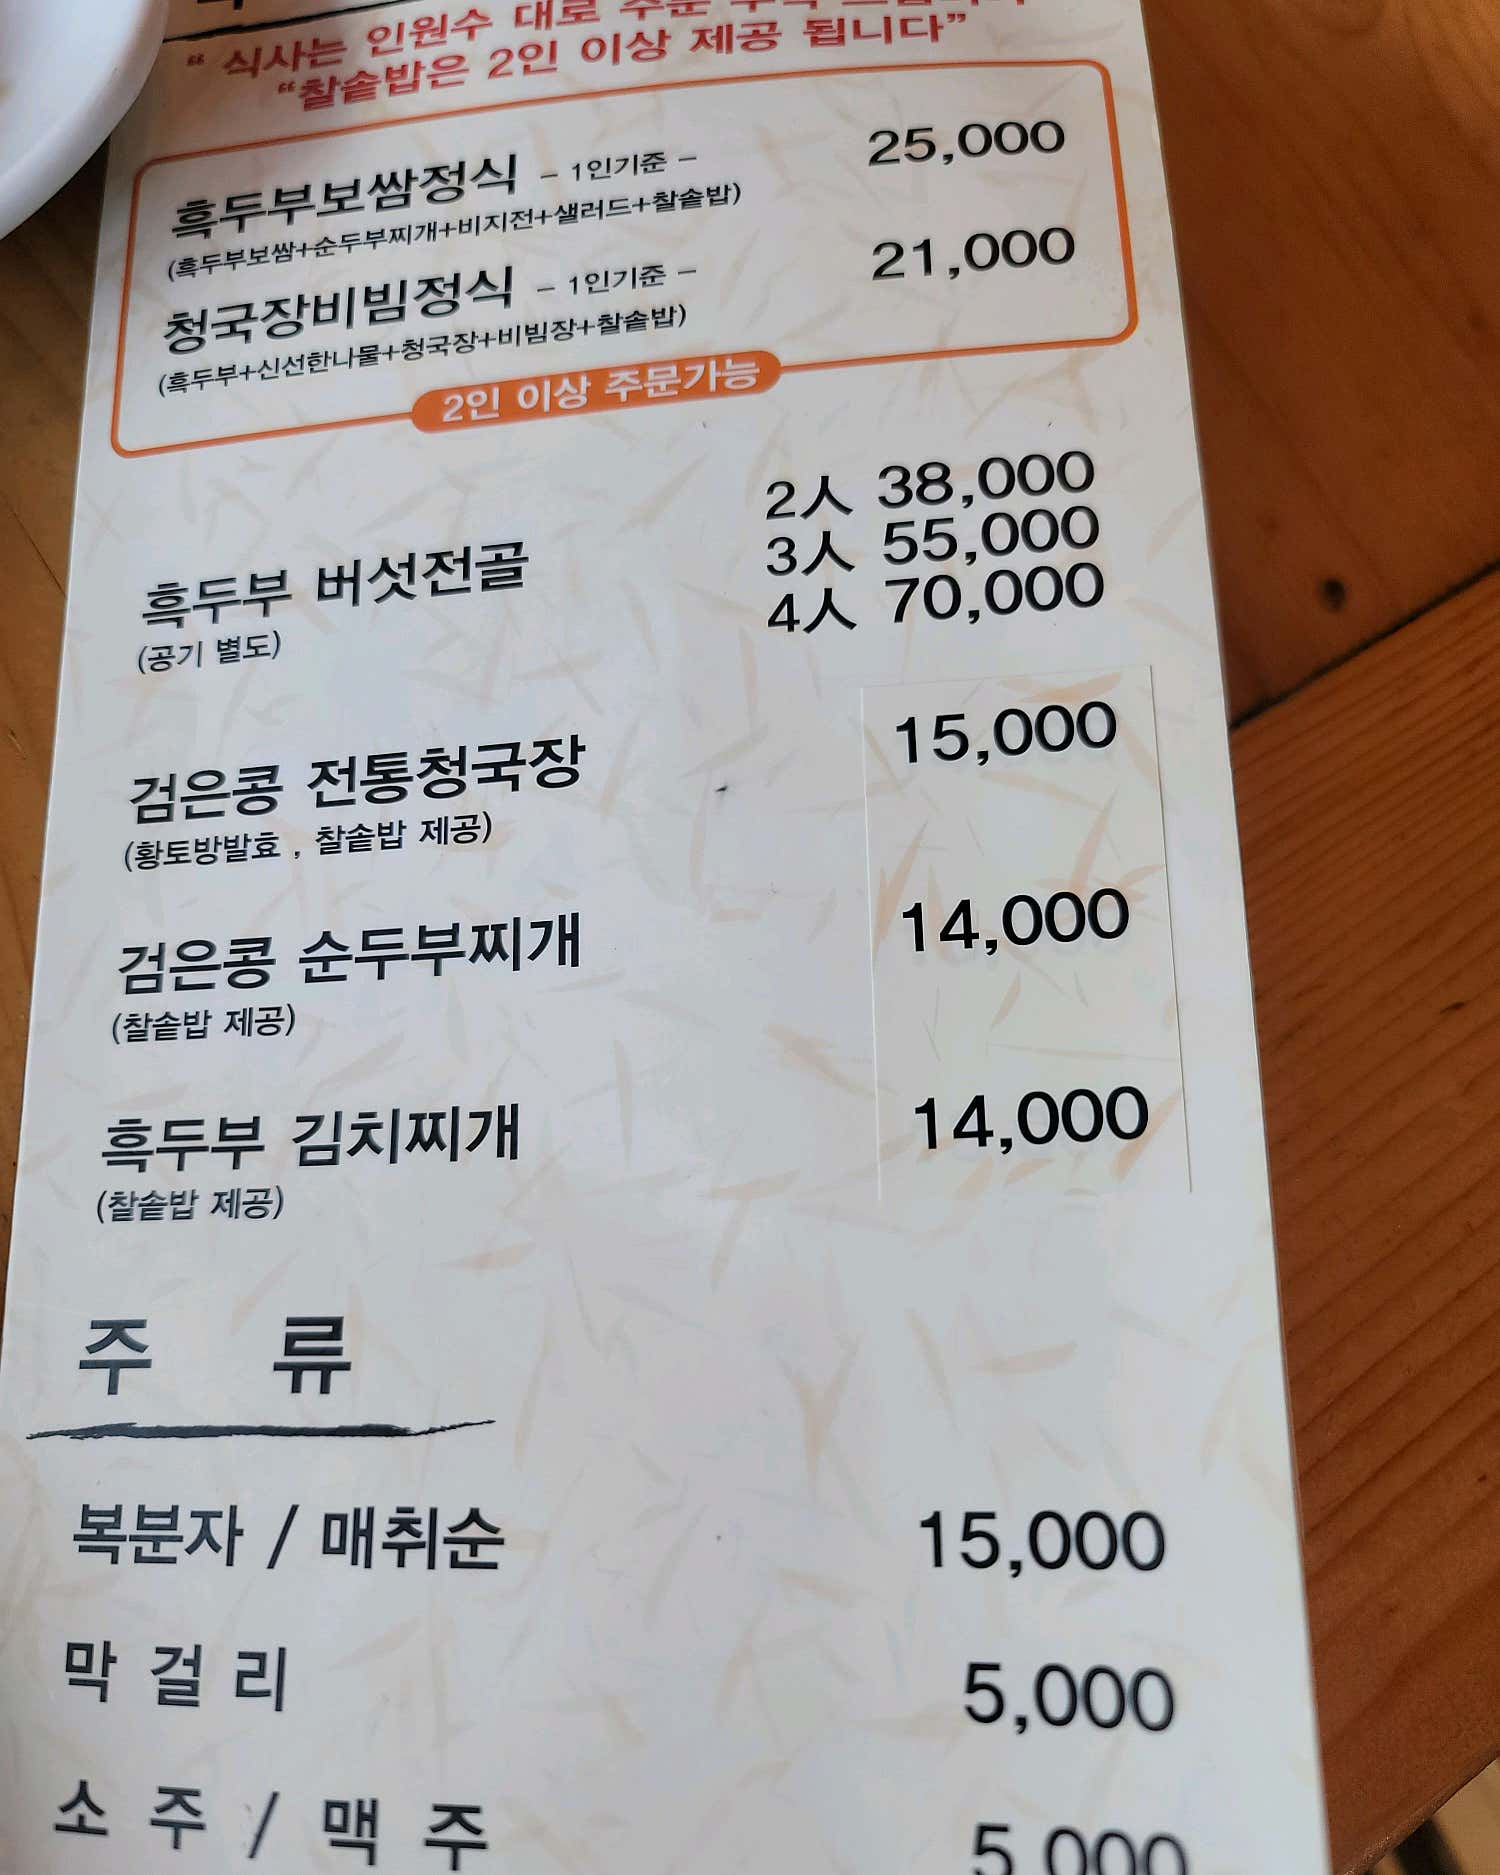 “ 식사는 인원수 대로
“찰솥밥은 2인 이상 제공 됩니다”
흑두부보쌈정식 - 1인기준 - 25,000
(흑두부보쌈+순두부찌개+비지전+샐러드+찰솥밥)
청국장비빔정식 - 1인기준 - 21,000
(흑두부+신선한나물+청국장+비빔장+찰솥밥)
2인 이상 주문가능
2人 38,000
3人 55,000
흑두부 버섯전골
4人 70,000
(공기 별도)
검은콩 전통청국장 15,000
(황토방발효 , 찰솥밥 제공)
검은콩 순두부찌개 14,000
(찰솥밥 제공)
흑두부 김치찌개 14,000
(찰솥밥 제공)
주 류
복분자 / 매취순 15,000
막 걸 리 5,000
소 주 / 맥 주 5,000